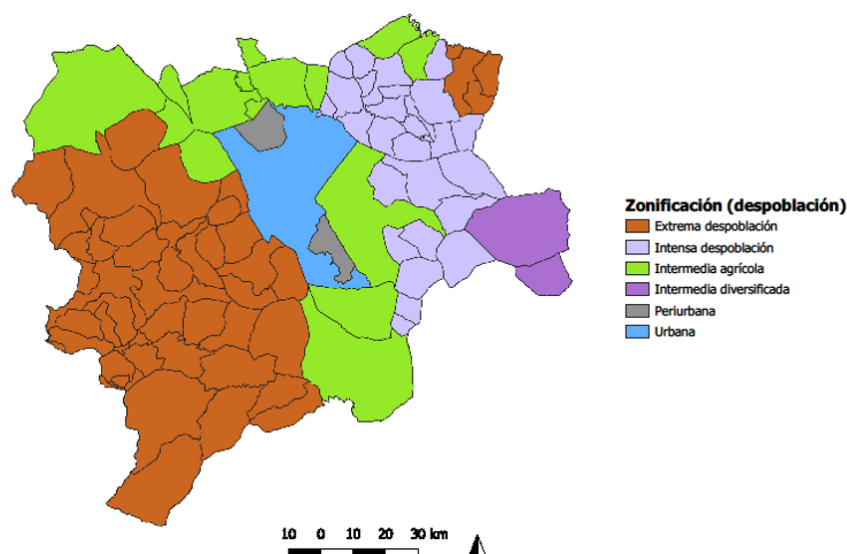 Zonificación (despoblación)
Extrema despoblación
Intensa despoblación
Intermedia agrícola
Intermedia diversificada
Periurbana
Urbana
10 0 10 20 30 km